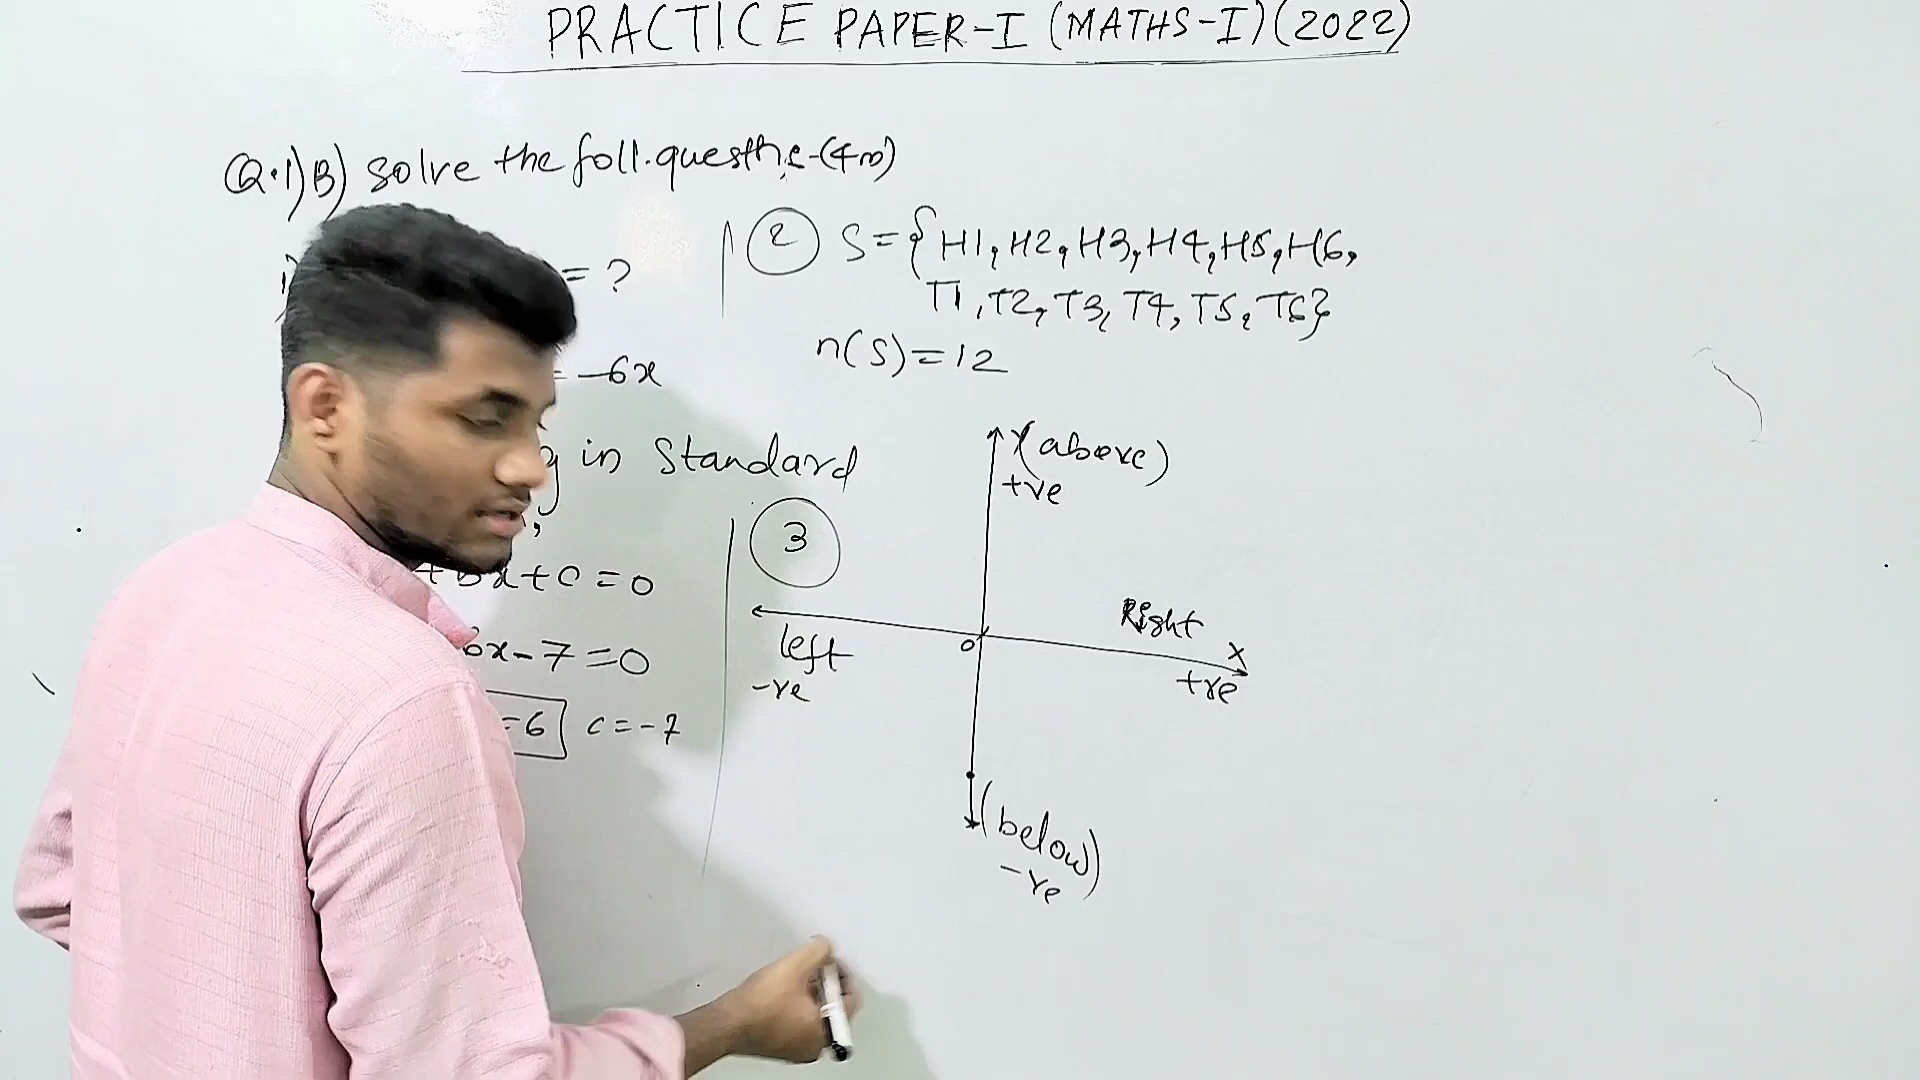 PRACTICE PAPER-I (MATHS-I)(2022)
Q.1)B) Solve the foll. (4m)
= ?
= -6x
in Standard
+bx+c=0
6x-7=0
=6 c=-7
2 S={H1,H2,H3,H4,H5,H6,
T1,T2,T3,T4,T5,T6}
n(S)=12
3
Y(above)
+ve
left
-ve
O
Right
X
+ve
(below)
-ve